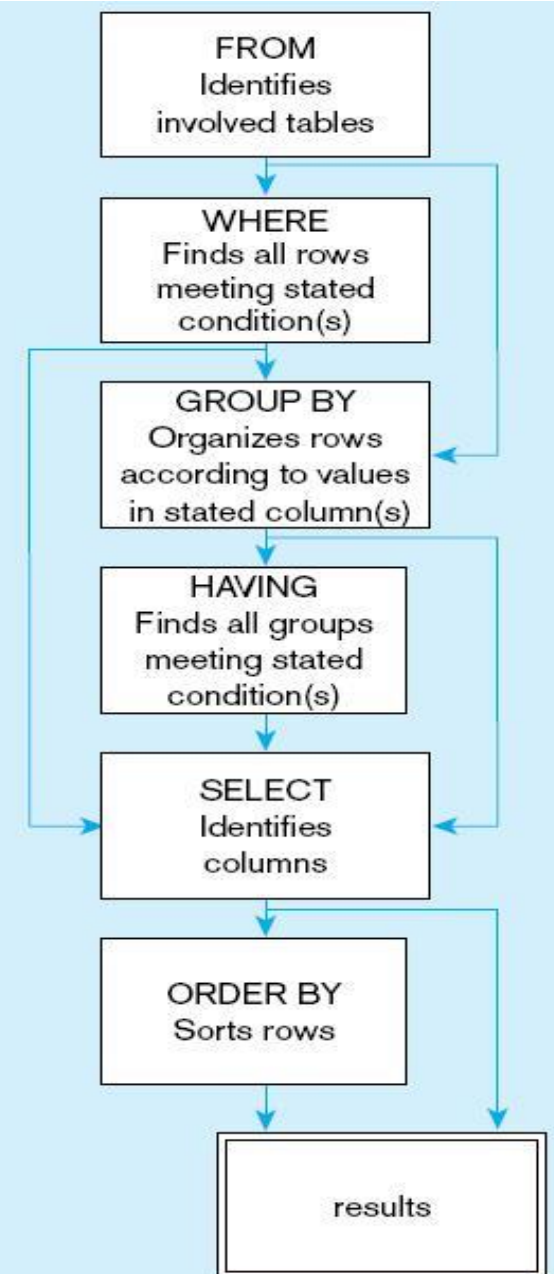 FROM
Identifies
involved tables
WHERE
Finds all rows
meeting stated
condition(s)
GROUP BY
Organizes rows
according to values
in stated column(s)
HAVING
Finds all groups
meeting stated
condition(s)
SELECT
Identifies
columns
ORDER BY
Sorts rows
results